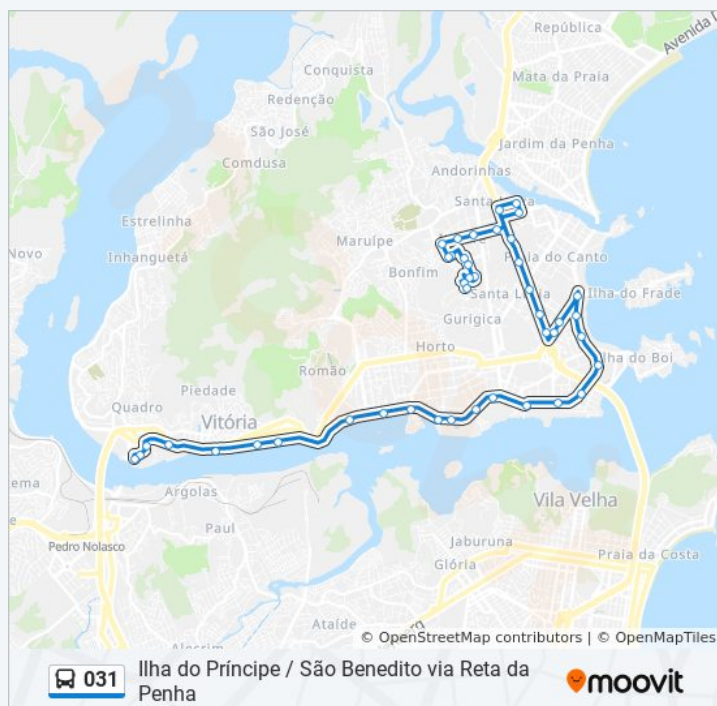 República
Avenida D
Conquista
Mata da Praia
Redenção
São José
Jardim da Penha
Comdusa
Andorinhas
Estrelinha
Maruípe
Novo
Inhanguetá
Bonfim
Praia do Canto
Santa L
Ilha do Frade
Gurigica
Horto
Ilha do Boi
Romão
Piedade
Quadro
Vitória
tema
Argolas
Vila Velha
Paul
Pedro Nolasco
Jaburuna
Praia da Costa
Glória
Ataíde
Alecrim
© OpenStreetMap contributors | © OpenMapTiles
031 Ilha do Príncipe / São Benedito via Reta da
Penha
moovit